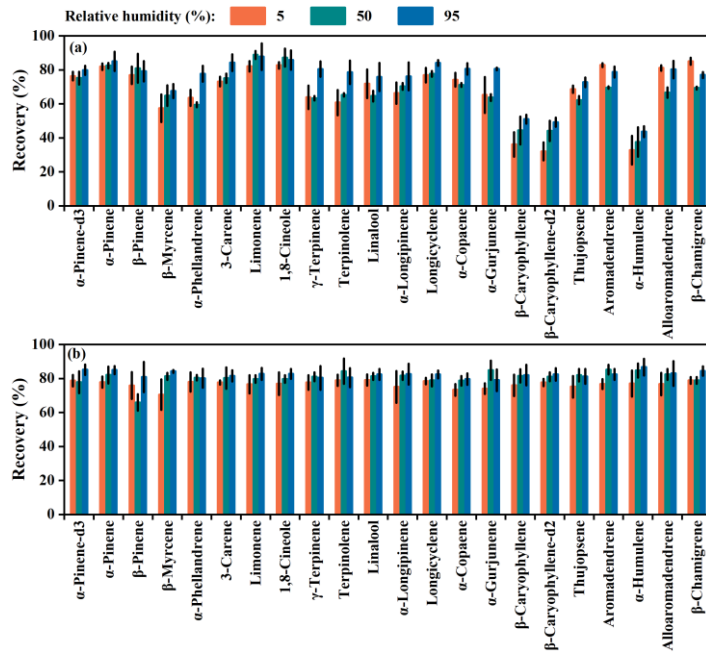 Relative humidity (%): 5 50 95
(a)
Recovery (%)
100
80
60
40
20
0
α-Pinene-d3
α-Pinene
β-Pinene
β-Myrcene
α-Phellandrene
3-Carene
Limonene
1,8-Cineole
γ-Terpinene
Terpinolene
Linalool
α-Longipinene
Longicyclene
α-Copaene
α-Gurjunene
β-Caryophyllene
β-Caryophyllene-d2
Thujopsene
Aromadendrene
α-Humulene
Alloaromadendrene
β-Chamigrene
(b)
Recovery (%)
100
80
60
40
20
0
α-Pinene-d3
α-Pinene
β-Pinene
β-Myrcene
α-Phellandrene
3-Carene
Limonene
1,8-Cineole
γ-Terpinene
Terpinolene
Linalool
α-Longipinene
Longicyclene
α-Copaene
α-Gurjunene
β-Caryophyllene
β-Caryophyllene-d2
Thujopsene
Aromadendrene
α-Humulene
Alloaromadendrene
β-Chamigrene